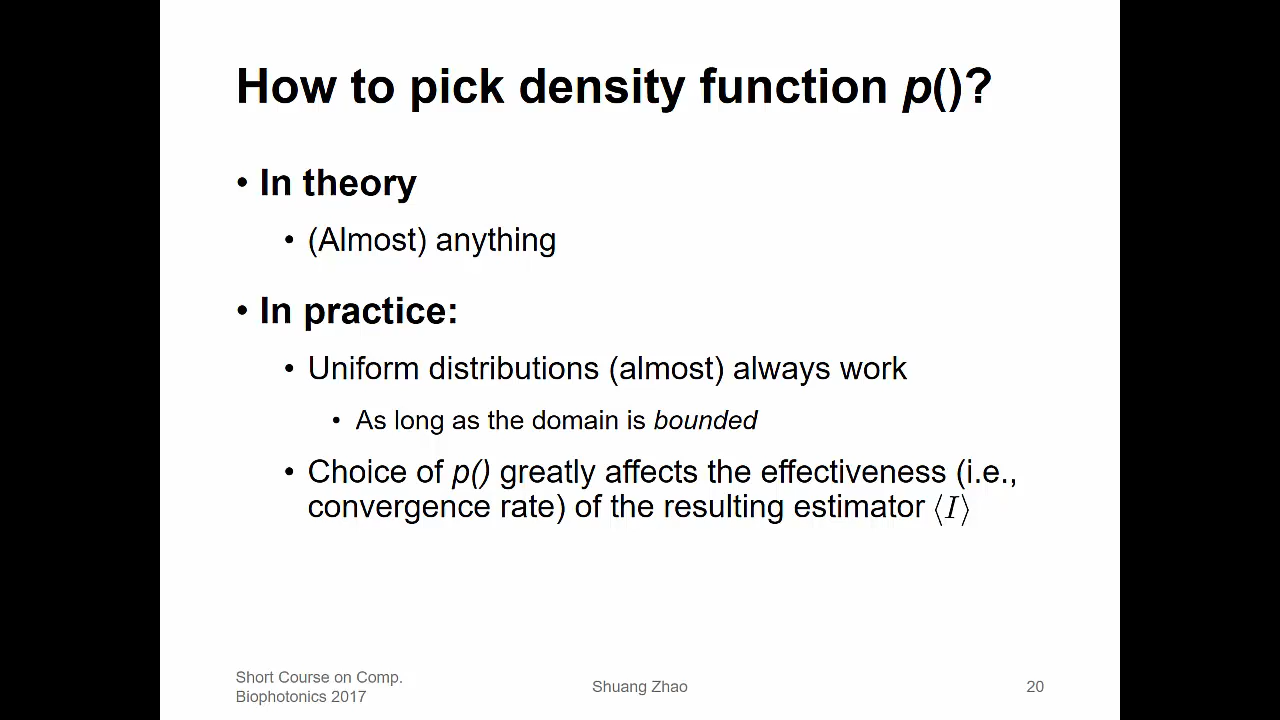 How to pick density function p()?
• In theory
• (Almost) anything
• In practice:
• Uniform distributions (almost) always work
• As long as the domain is bounded
• Choice of p() greatly affects the effectiveness (i.e.,
convergence rate) of the resulting estimator ⟨I⟩
Short Course on Comp.
Biophotonics 2017
Shuang Zhao
20